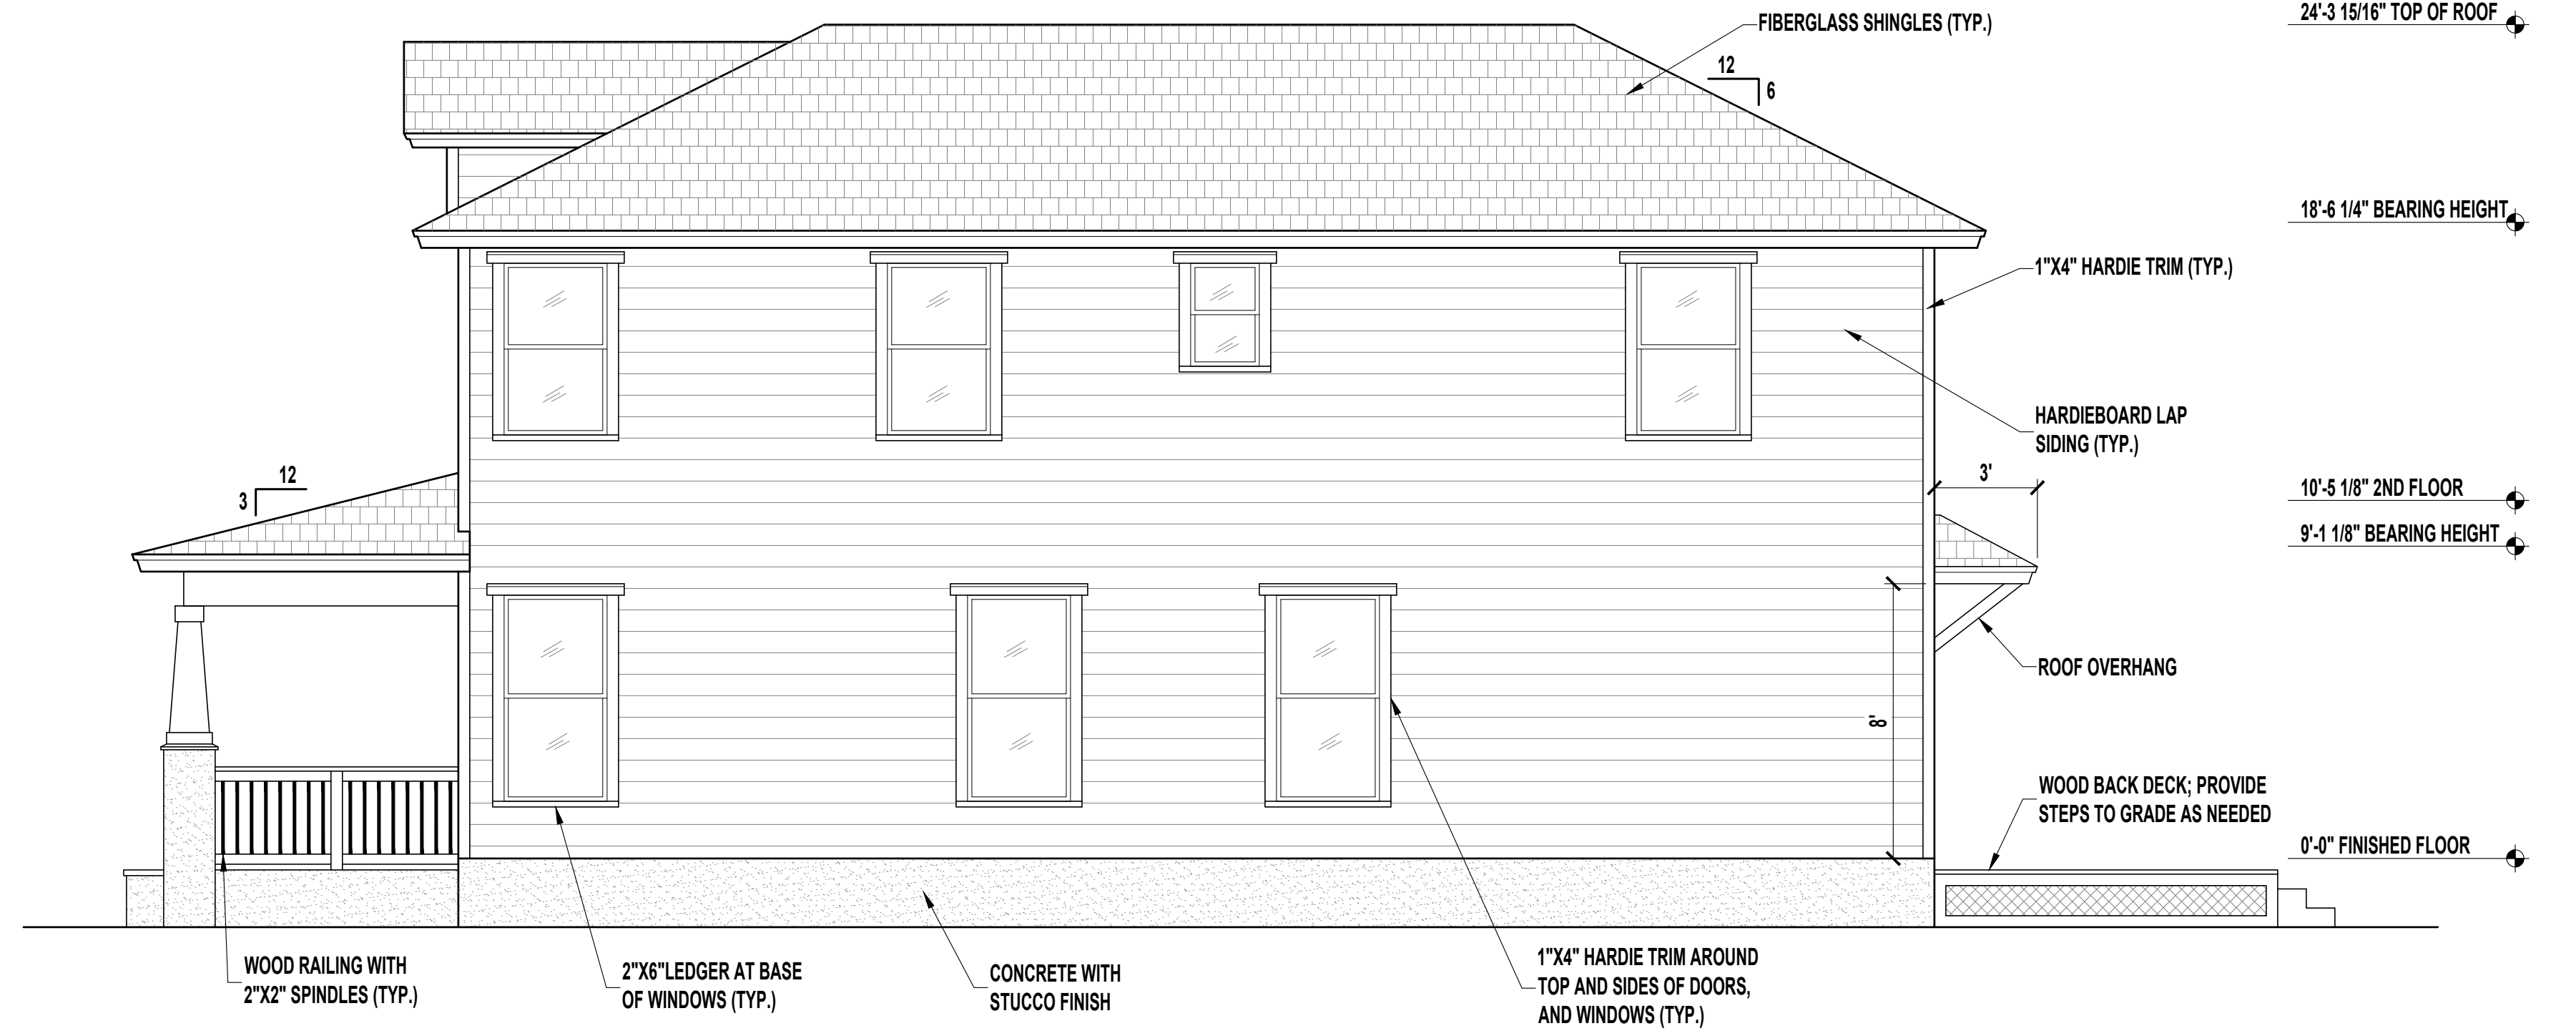 24'-3 15/16" TOP OF ROOF
FIBERGLASS SHINGLES (TYP.)
12
6
18'-6 1/4" BEARING HEIGHT
1"X4" HARDIE TRIM (TYP.)
HARDIEBOARD LAP
SIDING (TYP.)
12
3
3'
10'-5 1/8" 2ND FLOOR
9'-1 1/8" BEARING HEIGHT
ROOF OVERHANG
8'
WOOD BACK DECK; PROVIDE
STEPS TO GRADE AS NEEDED
0'-0" FINISHED FLOOR
WOOD RAILING WITH
2"X2" SPINDLES (TYP.)
2"X6"LEDGER AT BASE
OF WINDOWS (TYP.)
CONCRETE WITH
STUCCO FINISH
1"X4" HARDIE TRIM AROUND
TOP AND SIDES OF DOORS,
AND WINDOWS (TYP.)